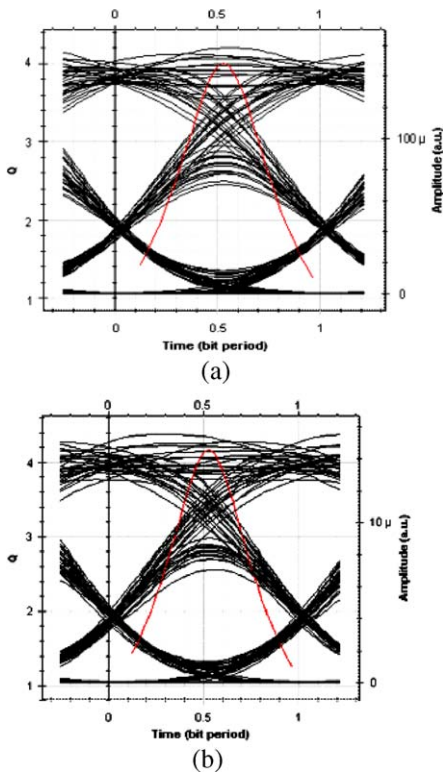 0 0.5 1
4
3
2
1
Q
100 μ
0
Amplitude (a.u.)
0 0.5 1
Time (bit period)
(a)
0 0.5 1
4
3
2
1
Q
10 μ
0
Amplitude (a.u.)
0 0.5 1
Time (bit period)
(b)